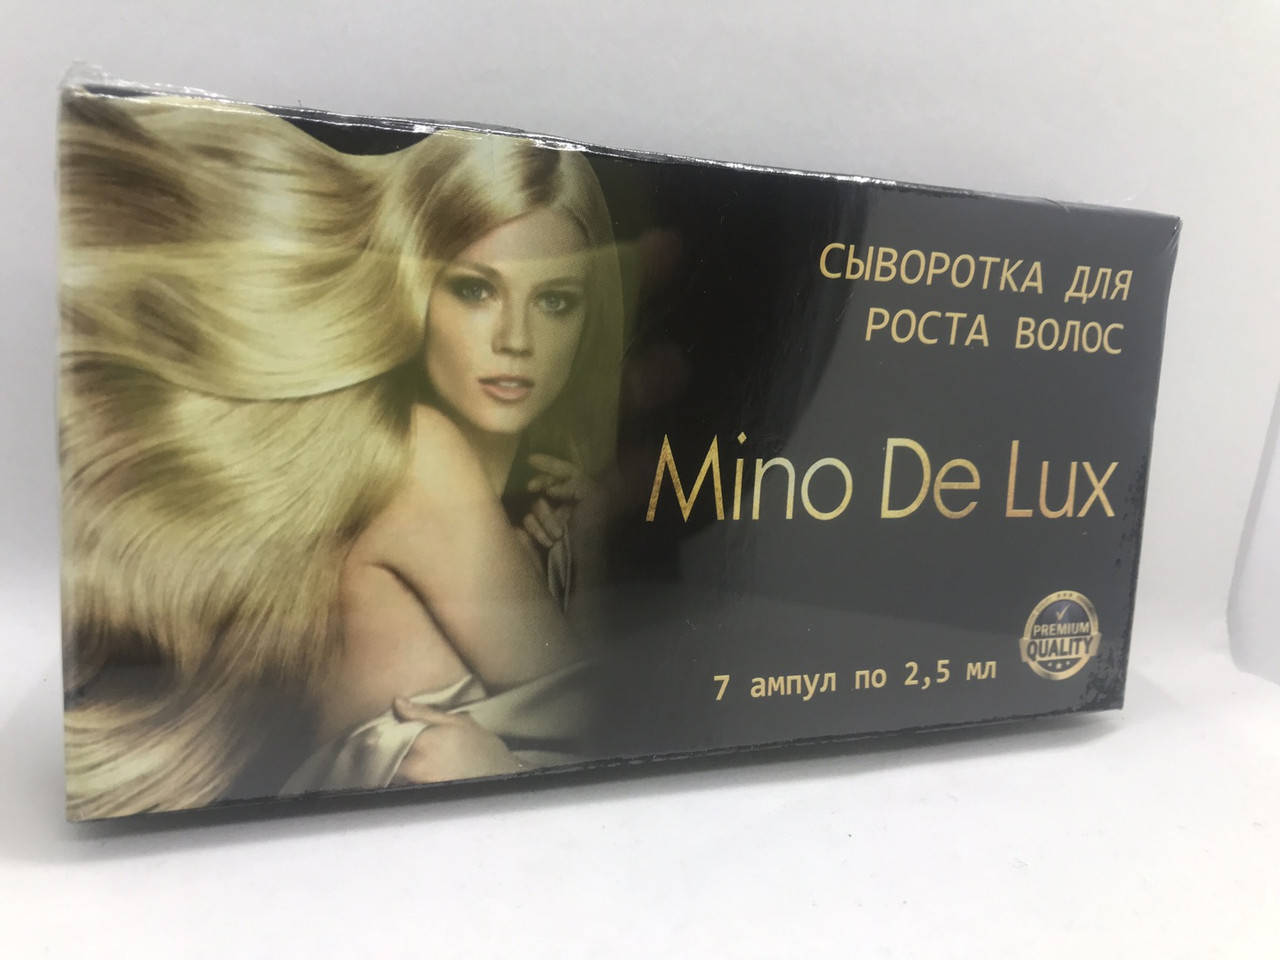 СЫВОРОТКА ДЛЯ
РОСТА ВОЛОС
Mino De Lux
PREMIUM
QUALITY
7 ампул по 2,5 мл